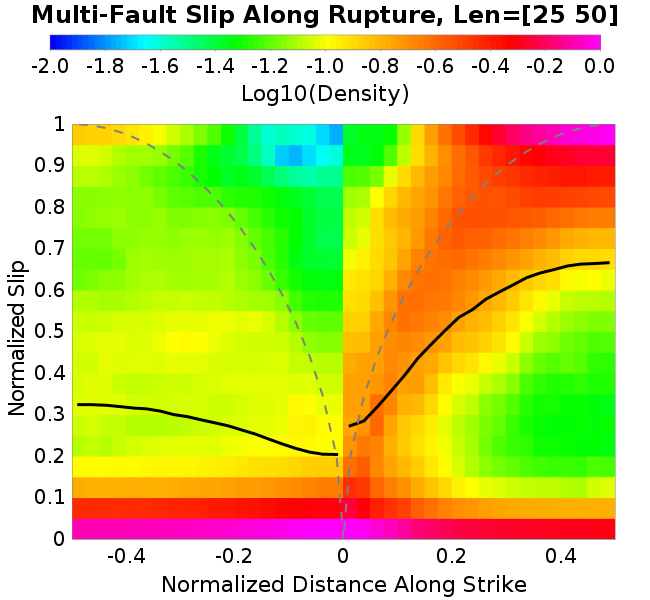 Multi-Fault Slip Along Rupture, Len=[25 50]
-2.0 -1.8 -1.6 -1.4 -1.2 -1.0 -0.8 -0.6 -0.4 -0.2 0.0
Log10(Density)
1
0.9
0.8
0.7
0.6
0.5
0.4
0.3
0.2
0.1
0
Normalized Slip
-0.4 -0.2 0 0.2 0.4
Normalized Distance Along Strike